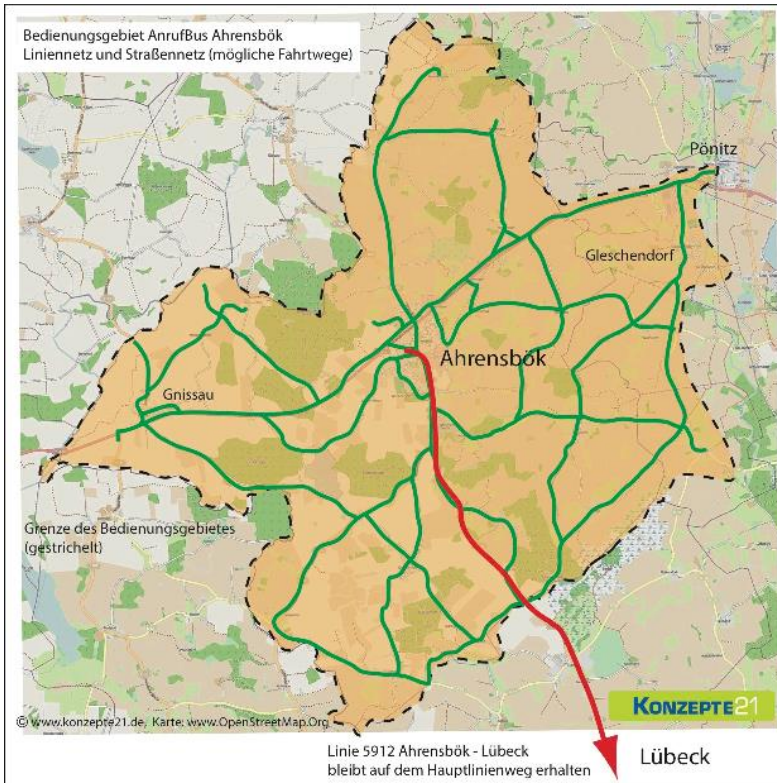 Bedienungsgebiet AnrufBus Ahrensbök
Liniennetz und Straßennetz (mögliche Fahrtwege)
Pönitz
Gleschendorf
Ahrensbök
Gnissau
Grenze des Bedienungsgebietes
(gestrichelt)
KONZEPTE21
© www.konzepte21.de, Karte: www.OpenStreetMap.Org
Linie 5912 Ahrensbök - Lübeck
bleibt auf dem Hauptlinienweg erhalten
Lübeck